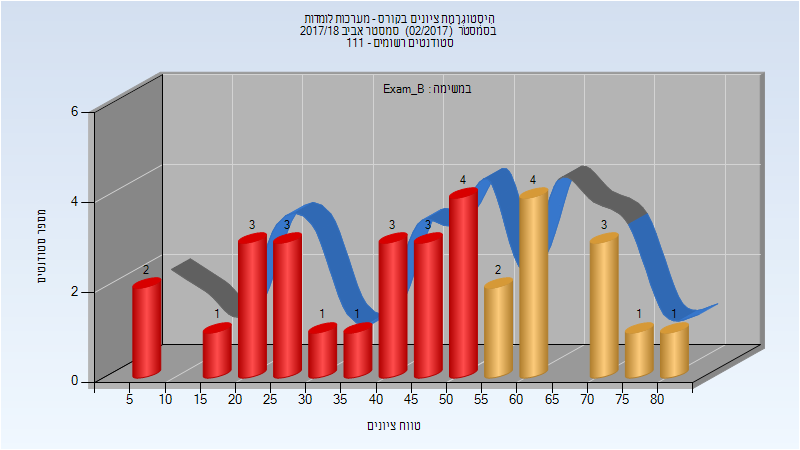 היסטוגרמת ציונים בקורס - מערכות לומדות
בסמסטר (02/2017) סמסטר אביב 2017/18
סטודנטים רשומים - 111
במשימה : Exam_B
מספר סטודנטים
6
4
2
0
2
1
3
3
1
1
3
3
4
2
4
3
1
1
5 10 15 20 25 30 35 40 45 50 55 60 65 70 75 80
טווח ציונים